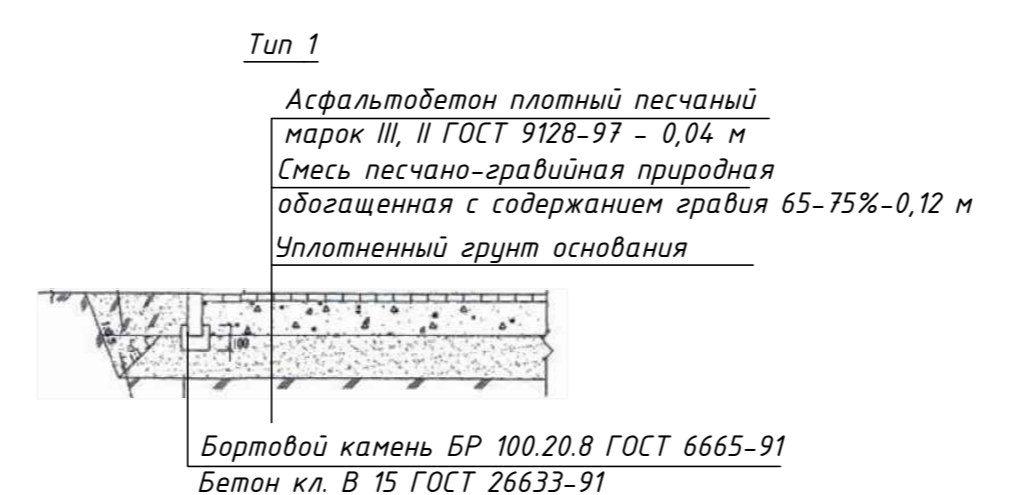 Тип 1
Асфальтобетон плотный песчаный
марок III, II ГОСТ 9128-97 - 0,04 м
Смесь песчано-гравийная природная
обогащенная с содержанием гравия 65-75%-0,12 м
Уплотненный грунт основания
100
Бортовой камень БР 100.20.8 ГОСТ 6665-91
Бетон кл. В 15 ГОСТ 26633-91